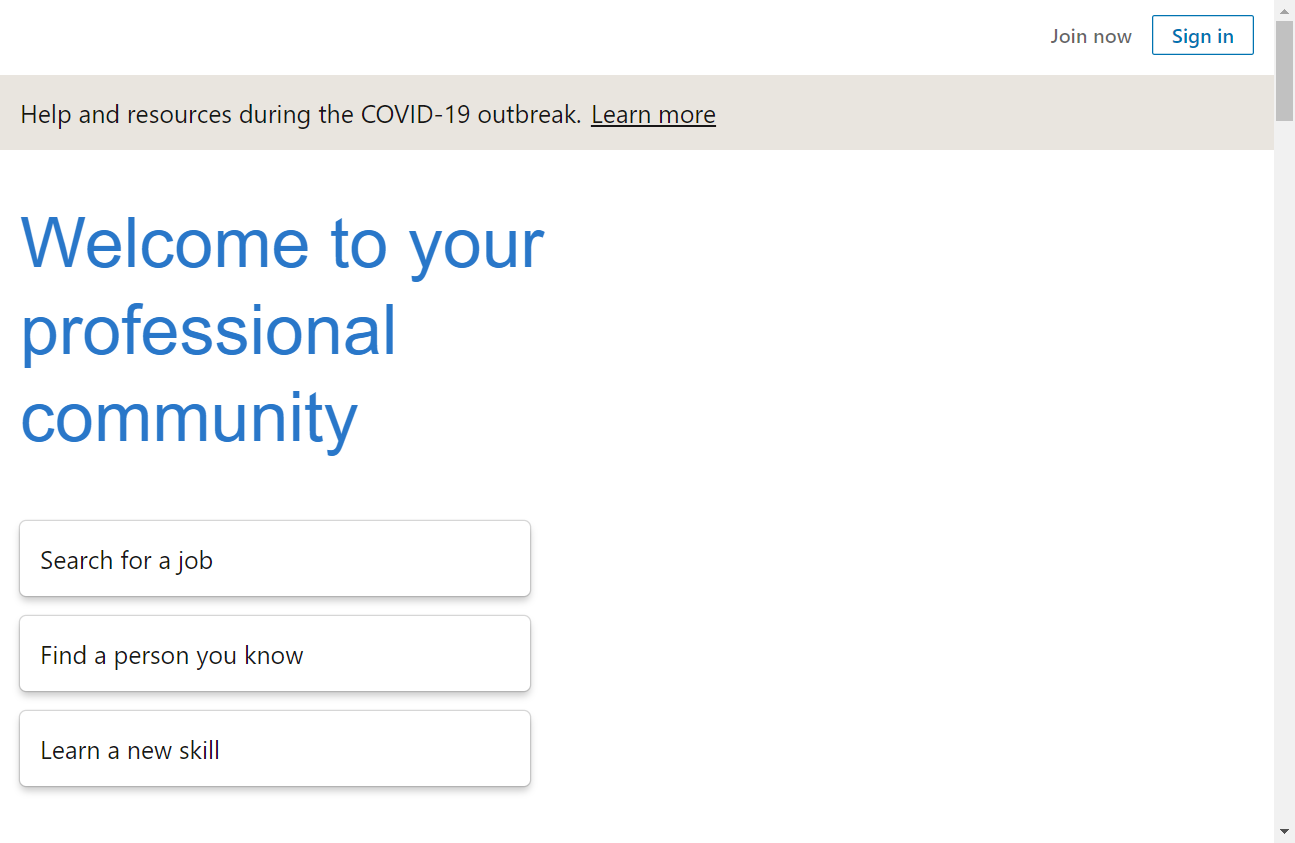 Join now Sign in
Help and resources during the COVID-19 outbreak. Learn more
Welcome to your
professional
community
Search for a job
Find a person you know
Learn a new skill